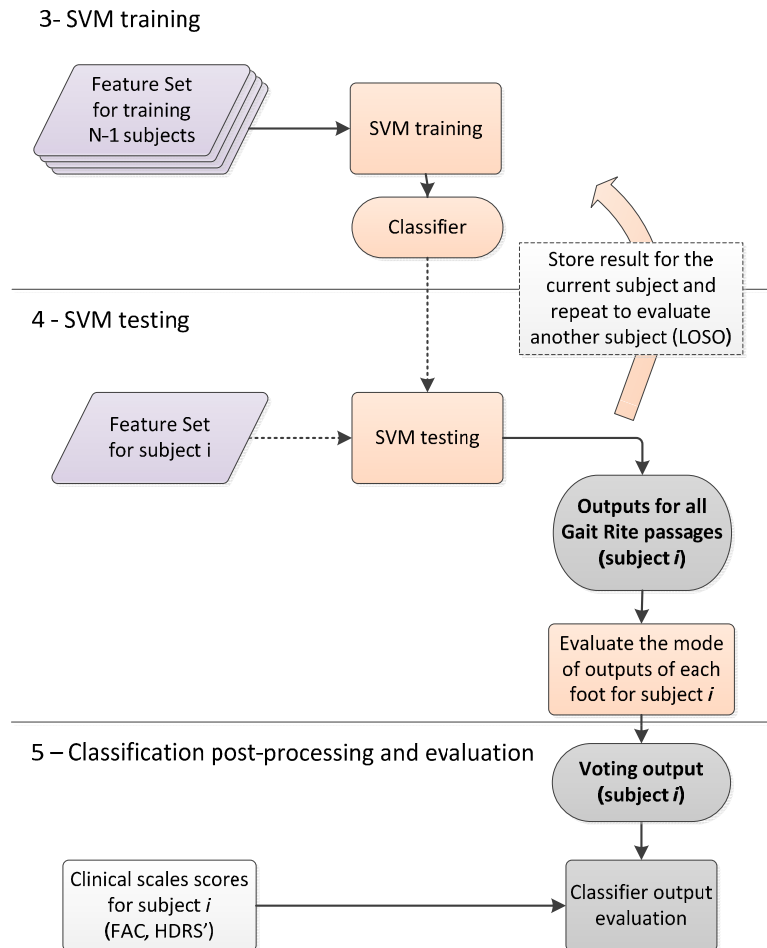 3- SVM training
Feature Set
for training
N-1 subjects
SVM training
Classifier
Store result for the
current subject and
repeat to evaluate
another subject (LOSO)
4 - SVM testing
Feature Set
for subject i
SVM testing
Outputs for all
Gait Rite passages
(subject i)
Evaluate the mode
of outputs of each
foot for subject i
5 – Classification post-processing and evaluation
Voting output
(subject i)
Clinical scales scores
for subject i
(FAC, HDRS’)
Classifier output
evaluation